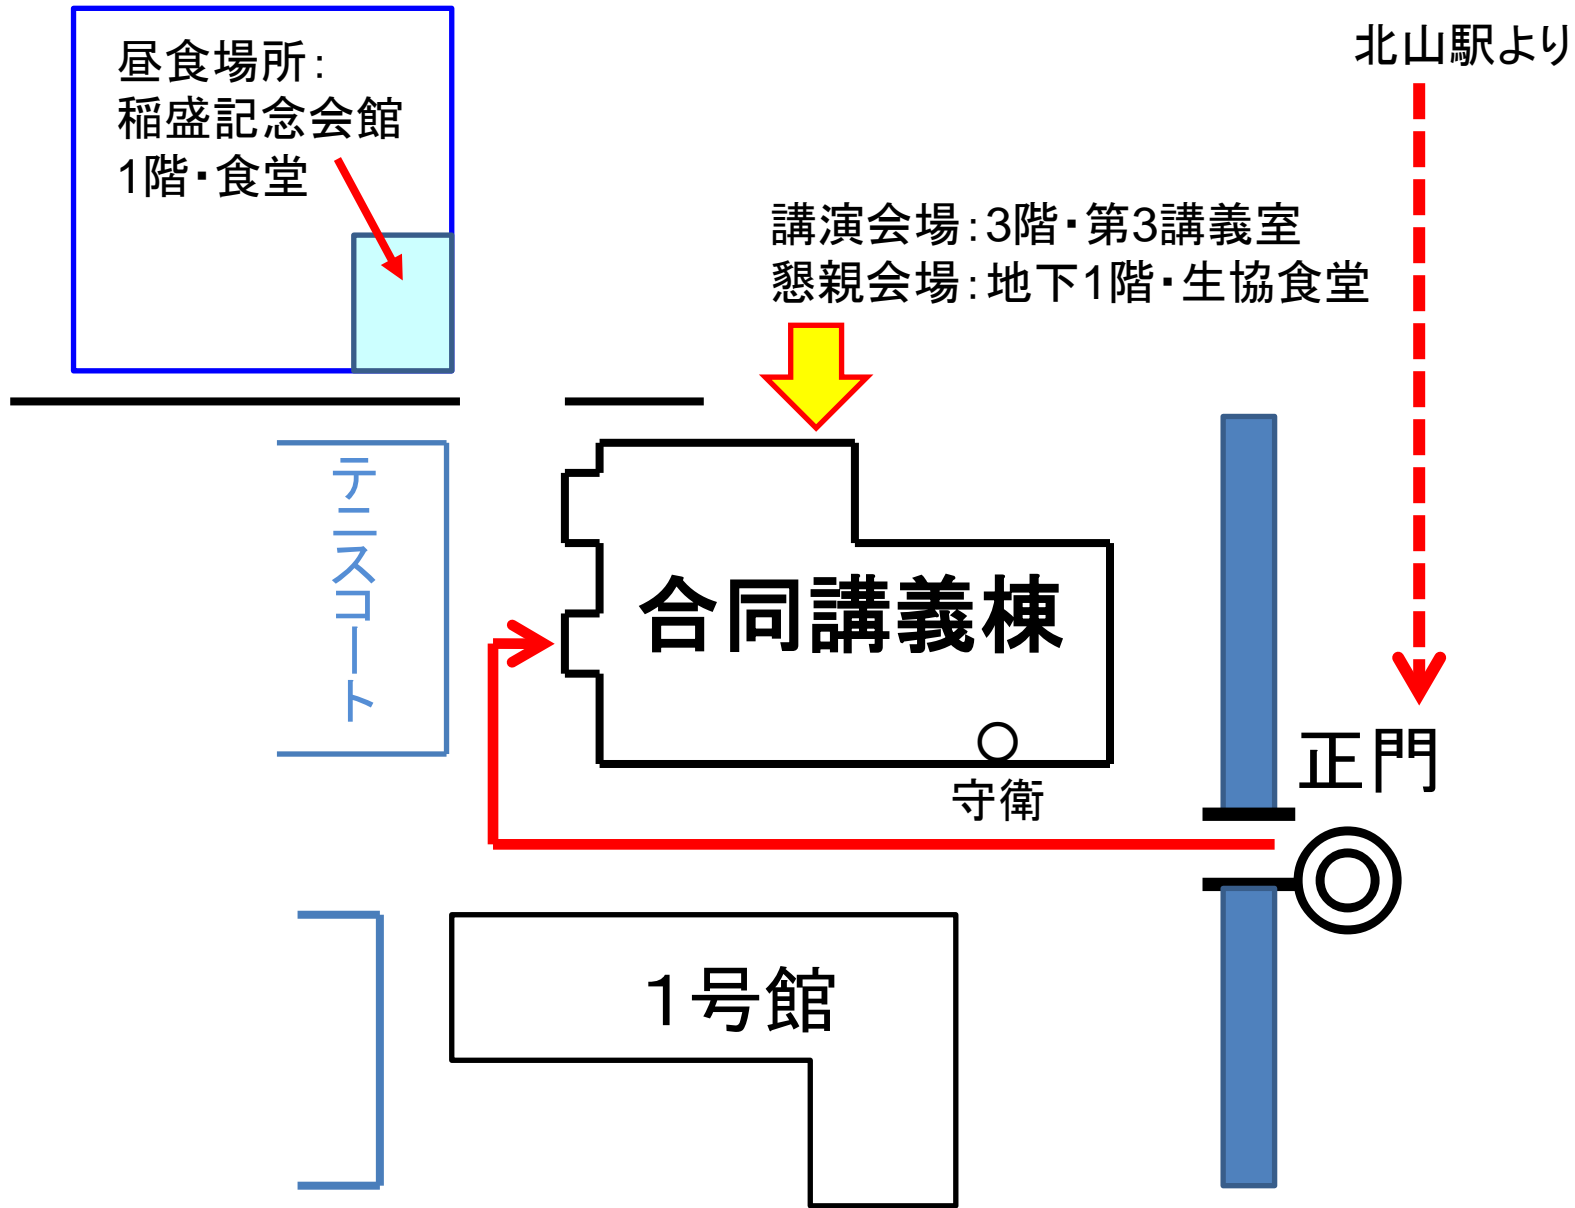 昼食場所：
稲盛記念会館
1階・食堂
北山駅より
講演会場：3階・第3講義室
懇親会場：地下1階・生協食堂
テニスコート
合同講義棟
守衛
正門
１号館